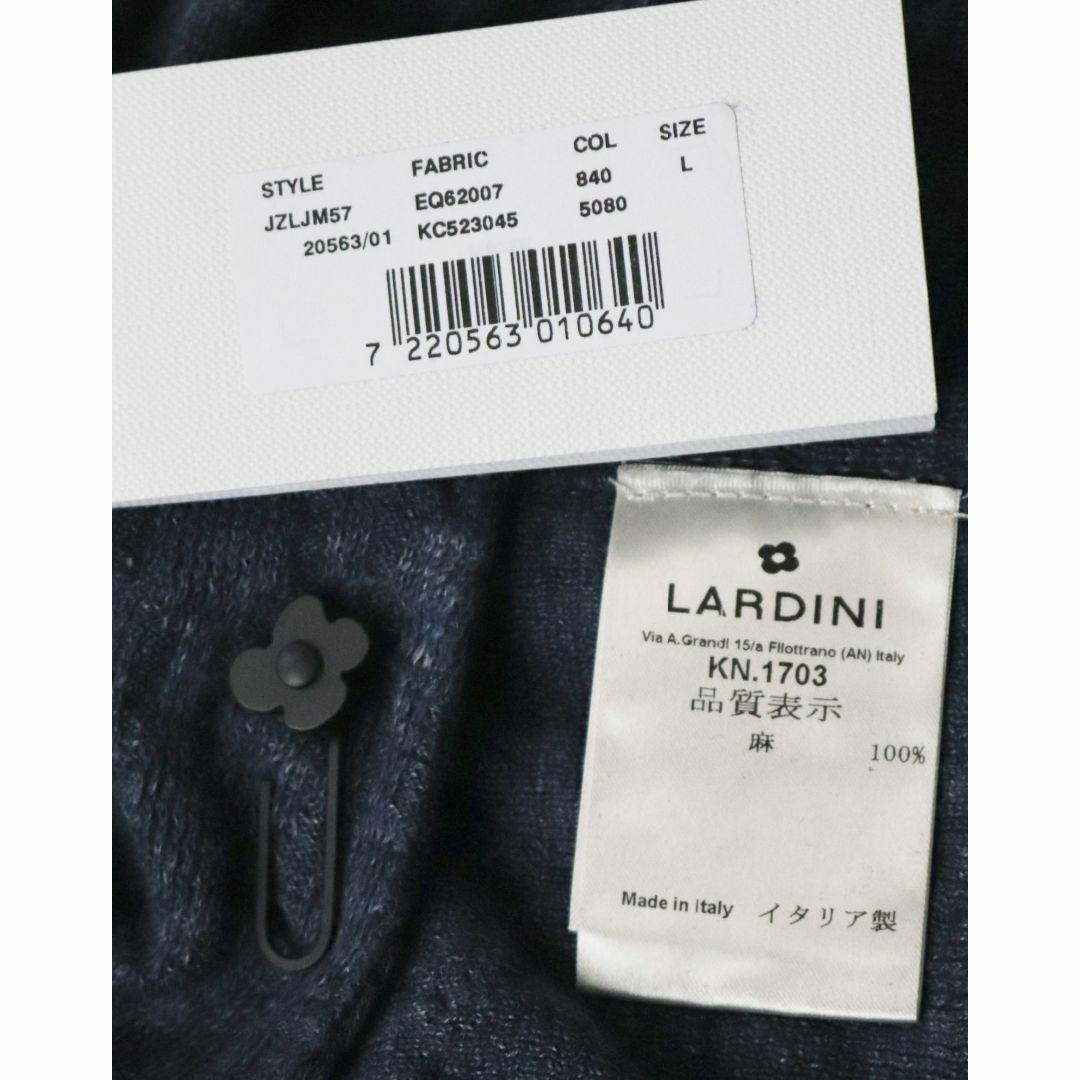 STYLE FABRIC COL SIZE
JZLJM57 EQ62007 840 L
20563/01 KC523045 5080
7 220563 010640
LARDINI
Via A.Grandi 15/a Filottrano (AN) Italy
KN.1703
品質表示
麻 100%
Made in Italy イタリア製